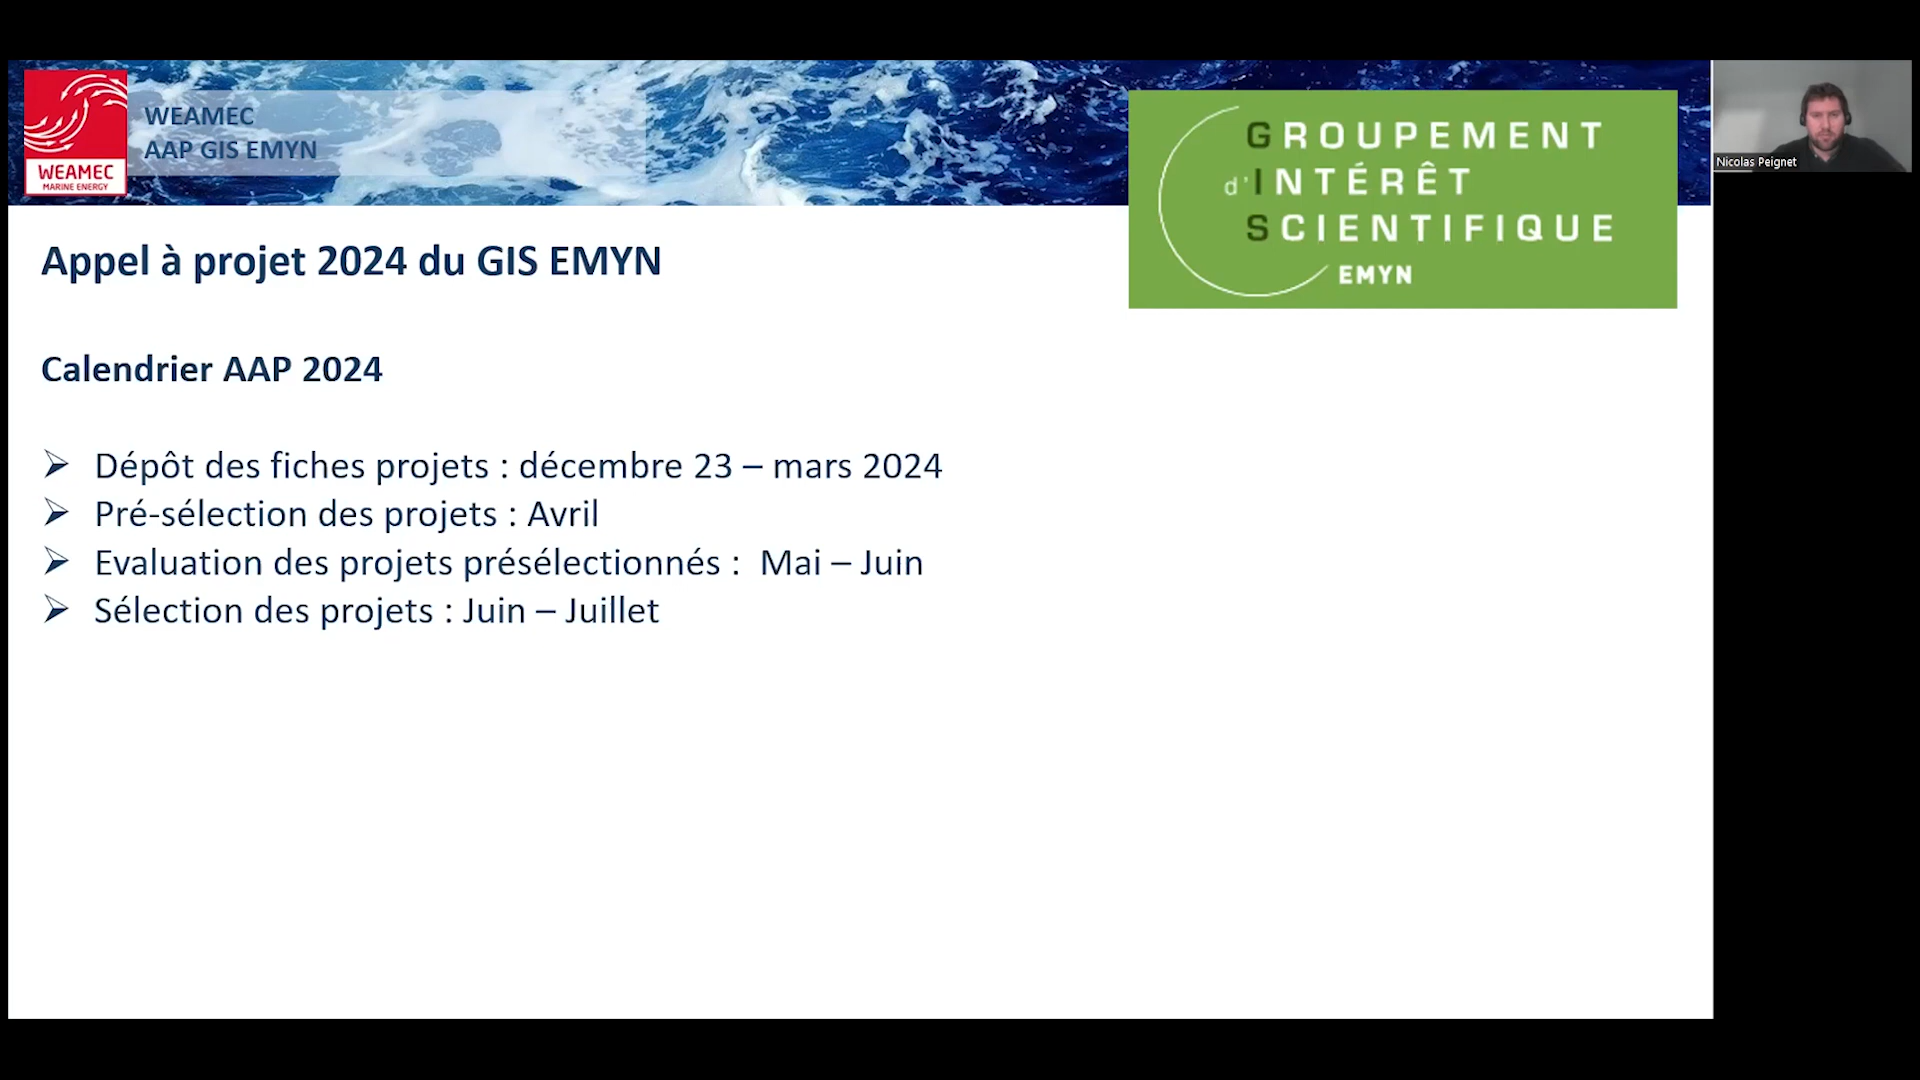 WEAMEC
AAP GIS EMYN
WEAMEC
MARINE ENERGY
GROUPEMENT
d'INTÉRÊT
SCIENTIFIQUE
EMYN
Nicolas Peignet
Appel à projet 2024 du GIS EMYN
Calendrier AAP 2024
➢ Dépôt des fiches projets : décembre 23 – mars 2024
➢ Pré-sélection des projets : Avril
➢ Evaluation des projets présélectionnés :  Mai – Juin
➢ Sélection des projets : Juin – Juillet